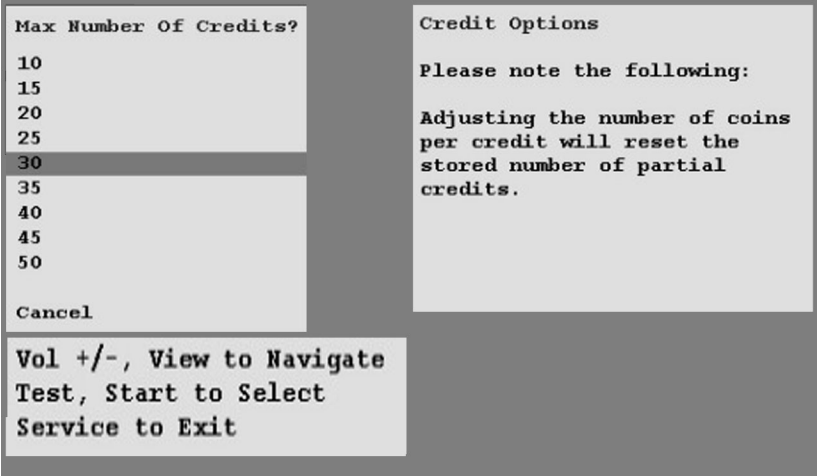 Max Number Of Credits?
10
15
20
25
30
35
40
45
50
Cancel
Vol +/-, View to Navigate
Test, Start to Select
Service to Exit
Credit Options
Please note the following:
Adjusting the number of coins
per credit will reset the
stored number of partial
credits.